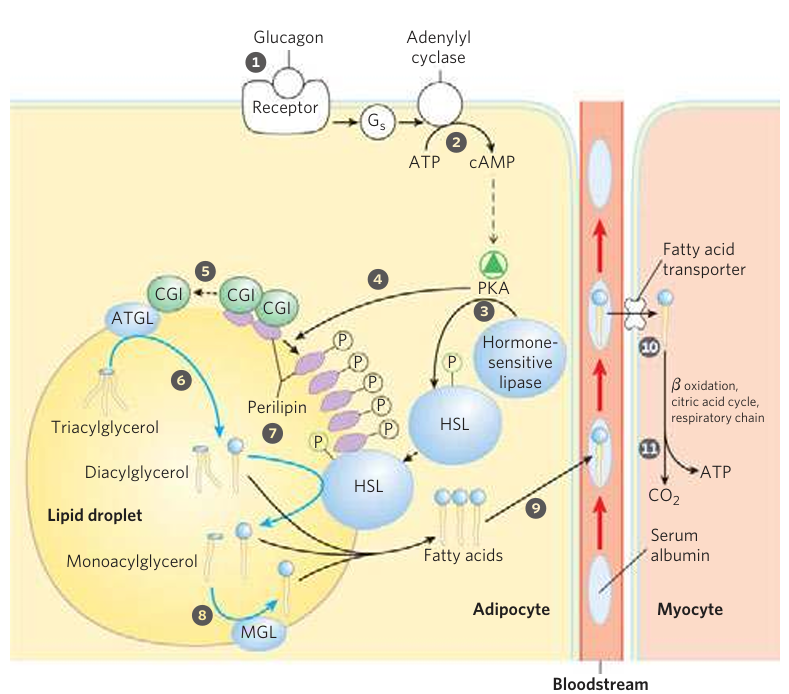 Glucagon
1
Receptor
Gs
Adenylyl
cyclase
2
ATP
cAMP
PKA
3
4
5
CGI
CGI
CGI
ATGL
Hormone-
sensitive
lipase
P
HSL
P
P
P
P
P
P
HSL
Perilipin
7
6
Triacylglycerol
Diacylglycerol
Lipid droplet
Monoacylglycerol
8
MGL
Fatty acids
9
Adipocyte
Fatty acid
transporter
10
β oxidation,
citric acid cycle,
respiratory chain
11
ATP
CO2
Serum
albumin
Myocyte
Bloodstream